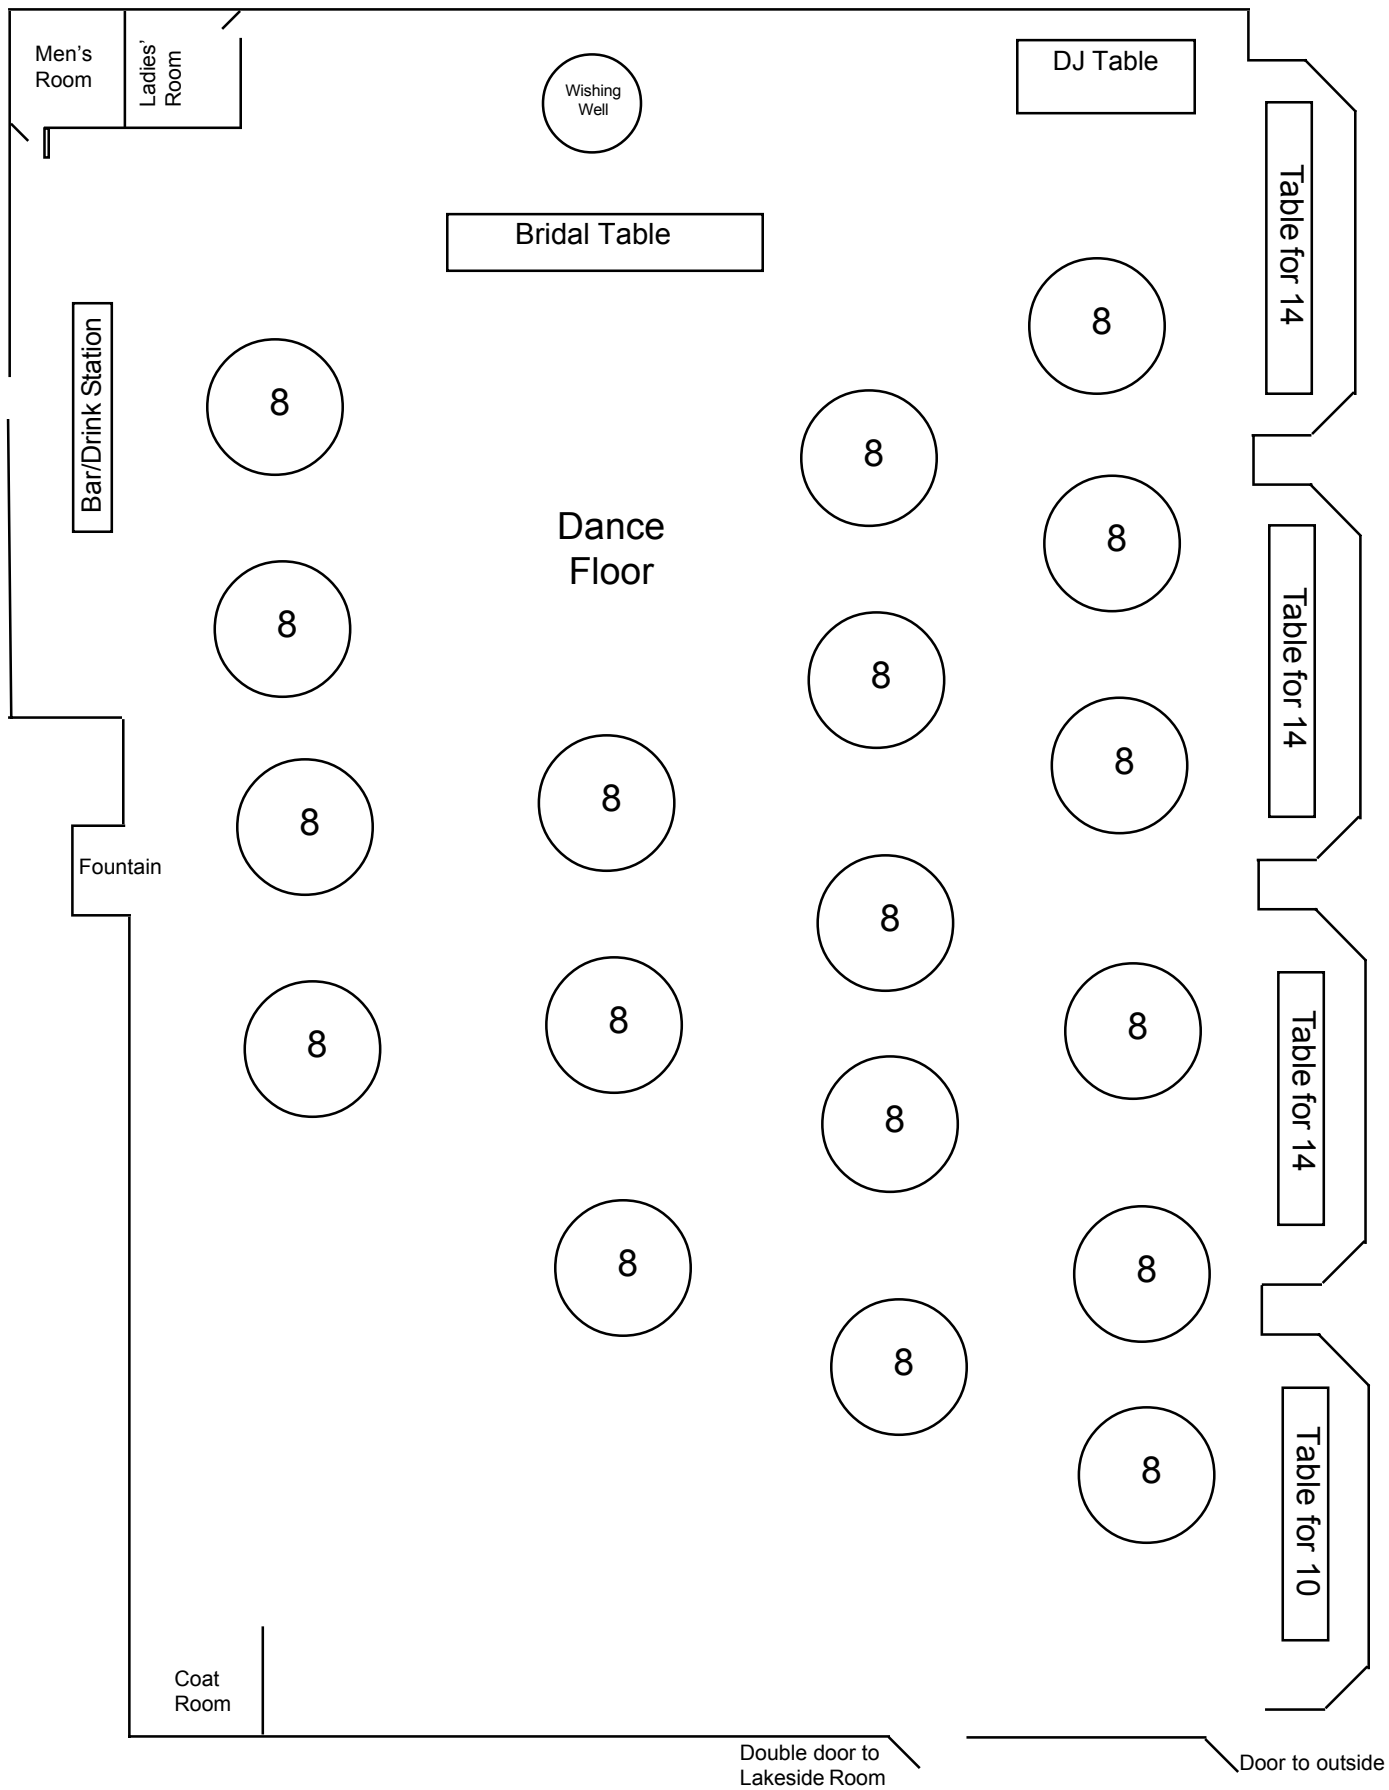 Men's
Room
Ladies'
Room
Wishing
Well
DJ Table
Table for 14
Bridal Table
8
Bar/Drink Station
8
8
Dance
Floor
8
Table for 14
8
8
8
8
8
Fountain
8
8
8
8
Table for 14
8
8
8
8
8
8
Table for 10
Coat
Room
Double door to
Lakeside Room
Door to outside